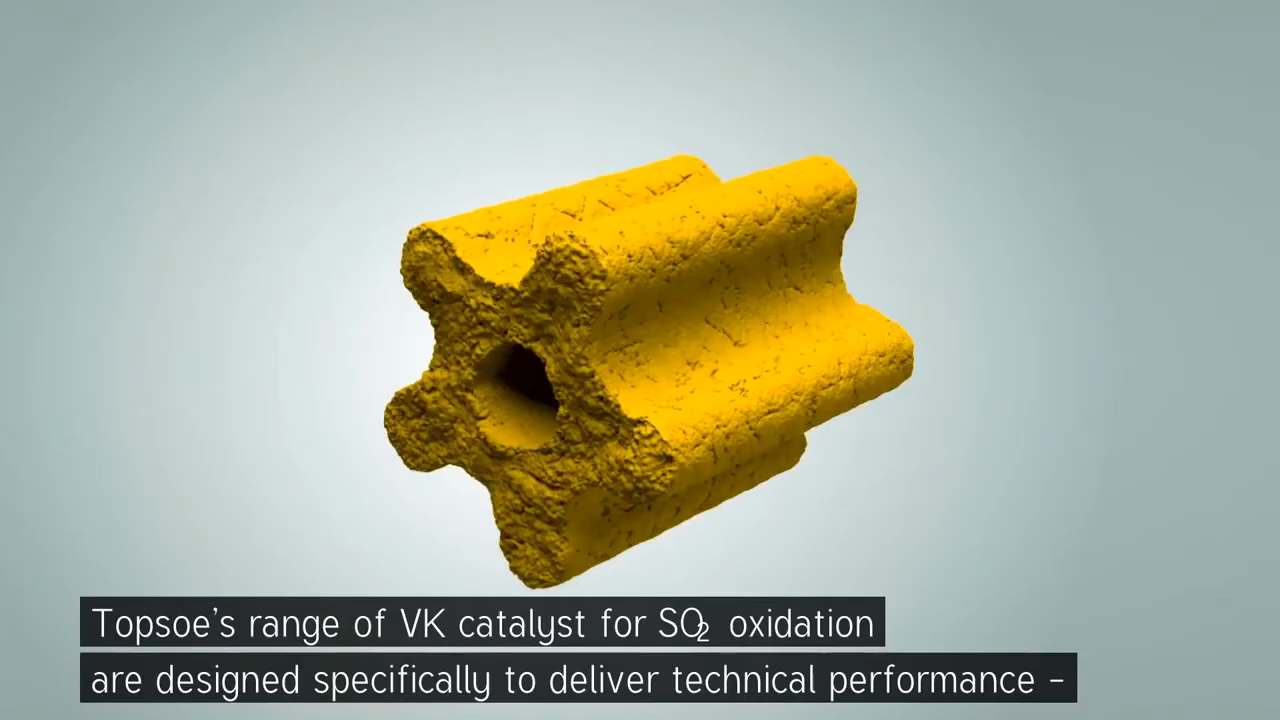 Topsoe's range of VK catalyst for SO₂ oxidation
are designed specifically to deliver technical performance –